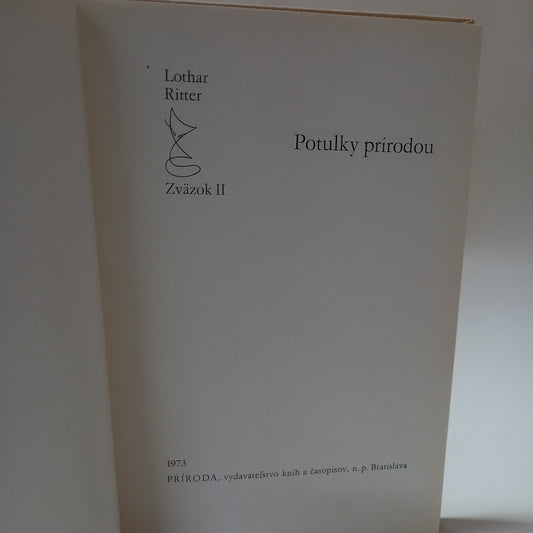 Lothar
Ritter
Potulky prírodou
Zväzok II
1973
PRÍRODA, vydavateľstvo kníh a časopisov, n. p. Bratislava